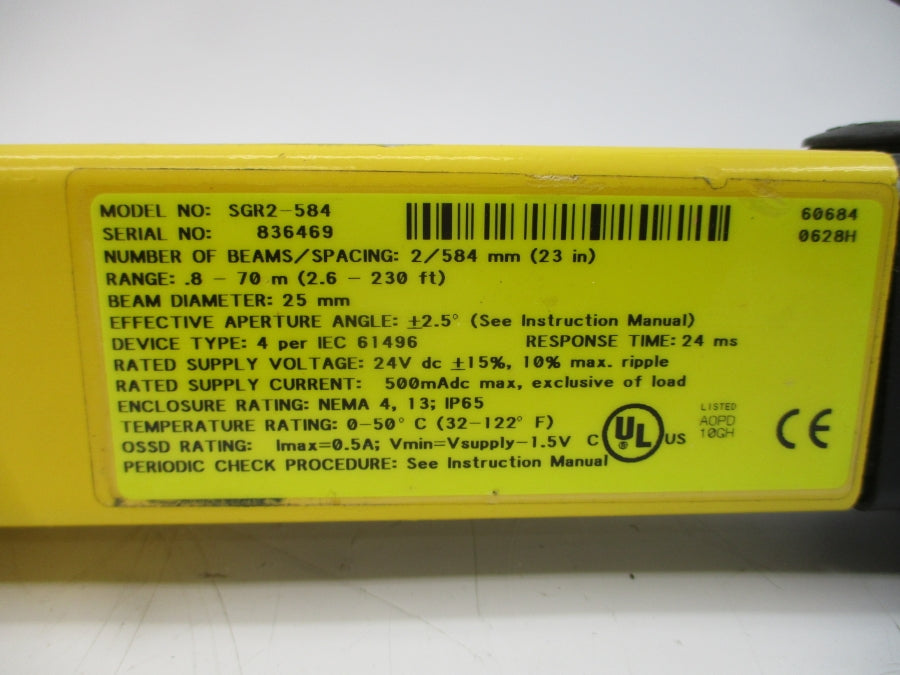 MODEL NO: SGR2-584 60684
SERIAL NO: 836469 0628H
NUMBER OF BEAMS/SPACING: 2/584 mm (23 in)
RANGE: .8 - 70 m (2.6 - 230 ft)
BEAM DIAMETER: 25 mm
EFFECTIVE APERTURE ANGLE: ±2.5° (See Instruction Manual)
DEVICE TYPE: 4 per IEC 61496 RESPONSE TIME: 24 ms
RATED SUPPLY VOLTAGE: 24V dc ±15%, 10% max. ripple
RATED SUPPLY CURRENT: 500mAdc max, exclusive of load
ENCLOSURE RATING: NEMA 4, 13; IP65
TEMPERATURE RATING: 0-50° C (32-122° F)
OSSD RATING: Imax=0.5A; Vmin=Vsupply-1.5V
PERIODIC CHECK PROCEDURE: See Instruction Manual
C UL US
LISTED
AOPD
10GH
CE